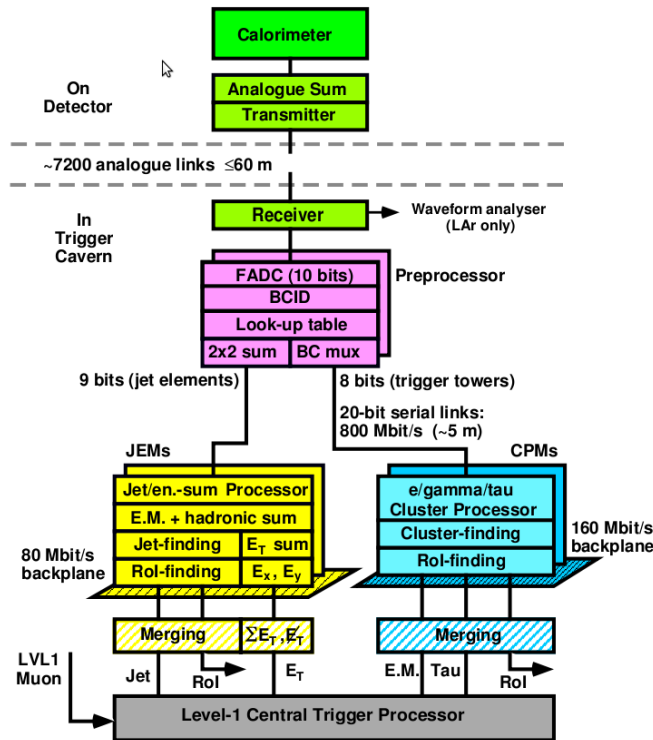 Calorimeter
On
Detector
Analogue Sum
Transmitter
~7200 analogue links ≤60 m
In
Trigger
Cavern
Receiver
Waveform analyser
(LAr only)
Preprocessor
FADC (10 bits)
BCID
Look-up table
2x2 sum
BC mux
9 bits (jet elements)
8 bits (trigger towers)
20-bit serial links:
800 Mbit/s (~5 m)
JEMs
CPMs
Jet/en.-sum Processor
E.M. + hadronic sum
Jet-finding
E_T sum
RoI-finding
E_x, E_y
80 Mbit/s
backplane
e/gamma/tau
Cluster Processor
Cluster-finding
RoI-finding
160 Mbit/s
backplane
Merging
ΣE_T, E̸_T
Merging
LVL1
Muon
Jet
RoI
E_T
E.M.
Tau
RoI
Level-1 Central Trigger Processor